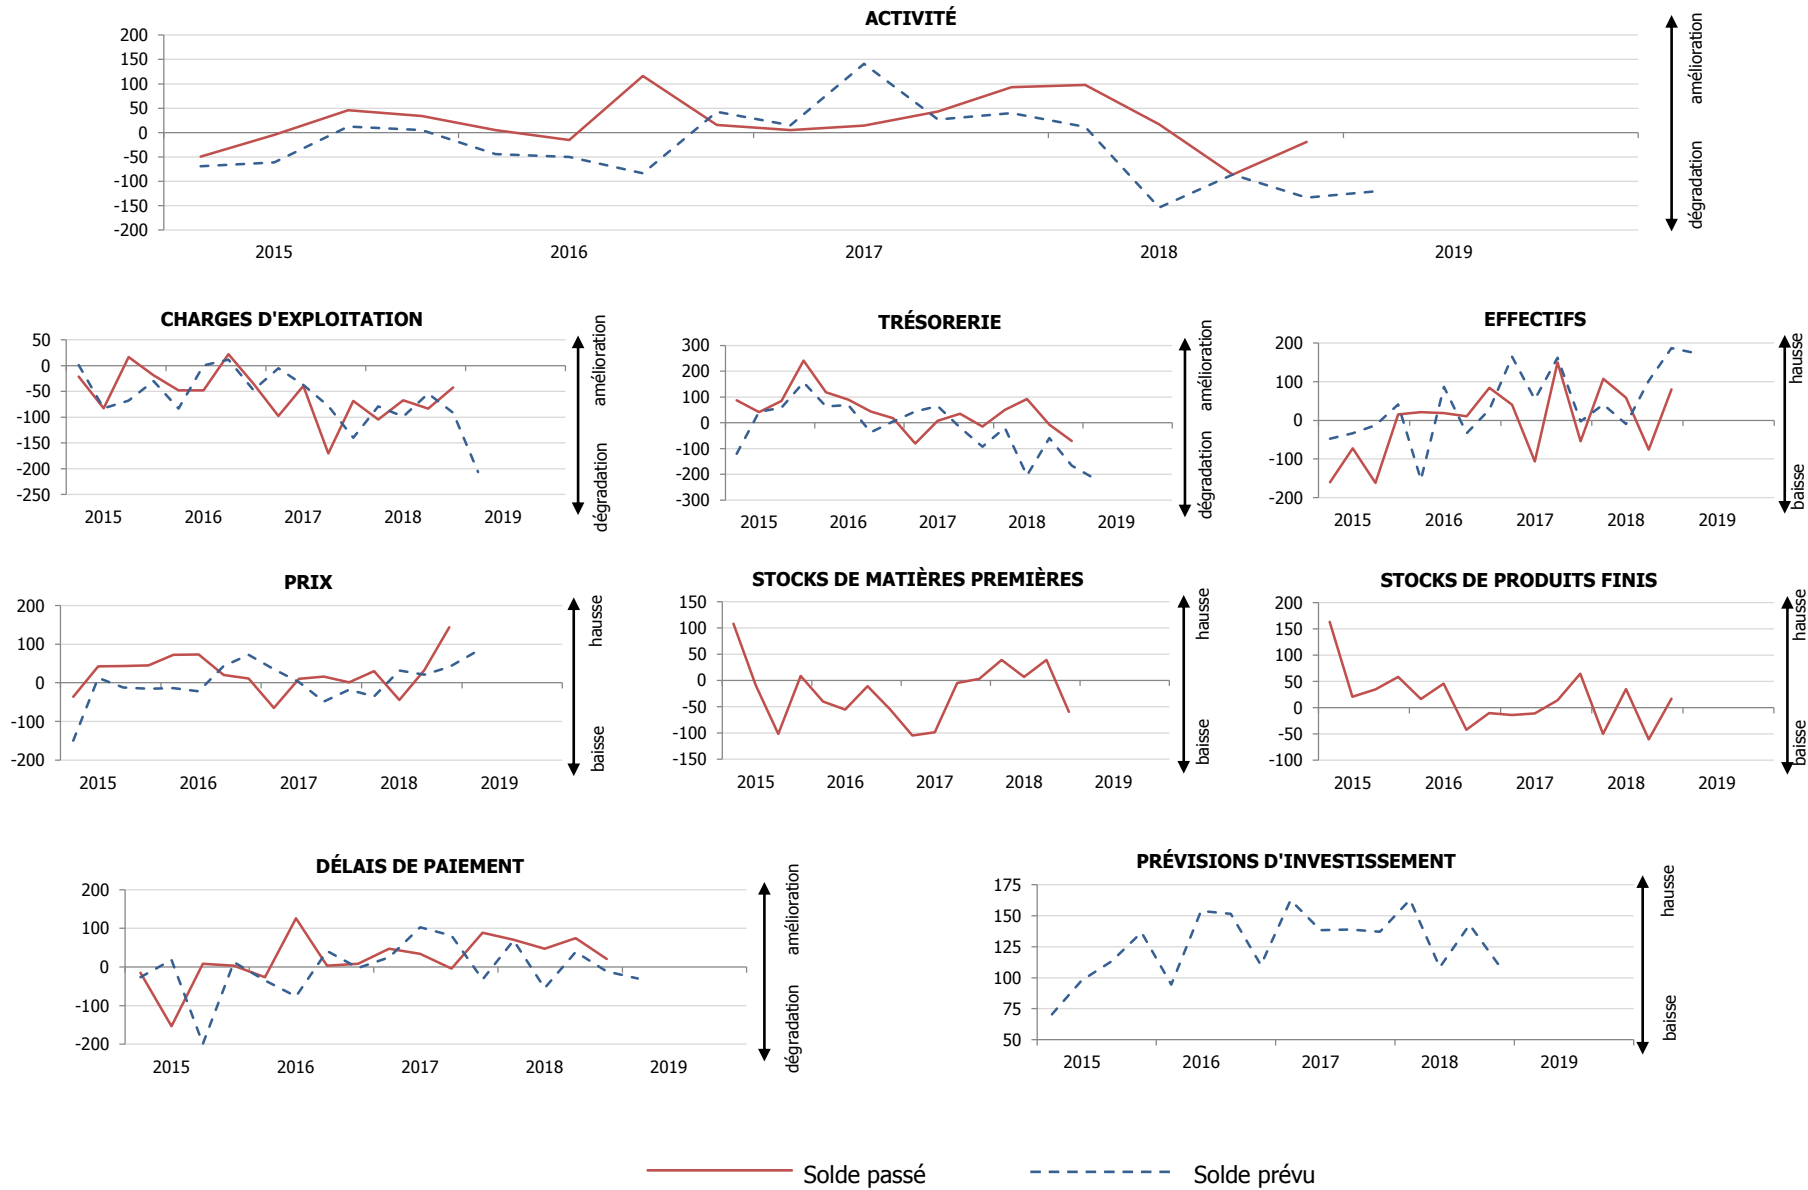 ACTIVITÉ
200
150
100
50
0
-50
-100
-150
-200
2015 2016 2017 2018 2019
amélioration
dégradation
CHARGES D'EXPLOITATION
50
0
-50
-100
-150
-200
-250
2015 2016 2017 2018 2019
amélioration
dégradation
TRÉSORERIE
300
200
100
0
-100
-200
-300
2015 2016 2017 2018 2019
amélioration
dégradation
EFFECTIFS
200
100
0
-100
-200
2015 2016 2017 2018 2019
hausse
baisse
PRIX
200
100
0
-100
-200
2015 2016 2017 2018 2019
hausse
baisse
STOCKS DE MATIÈRES PREMIÈRES
150
100
50
0
-50
-100
-150
2015 2016 2017 2018 2019
hausse
baisse
STOCKS DE PRODUITS FINIS
200
150
100
50
0
-50
-100
2015 2016 2017 2018 2019
hausse
baisse
DÉLAIS DE PAIEMENT
200
100
0
-100
-200
2015 2016 2017 2018 2019
amélioration
dégradation
PRÉVISIONS D'INVESTISSEMENT
175
150
125
100
75
50
2015 2016 2017 2018 2019
hausse
baisse
Solde passé Solde prévu